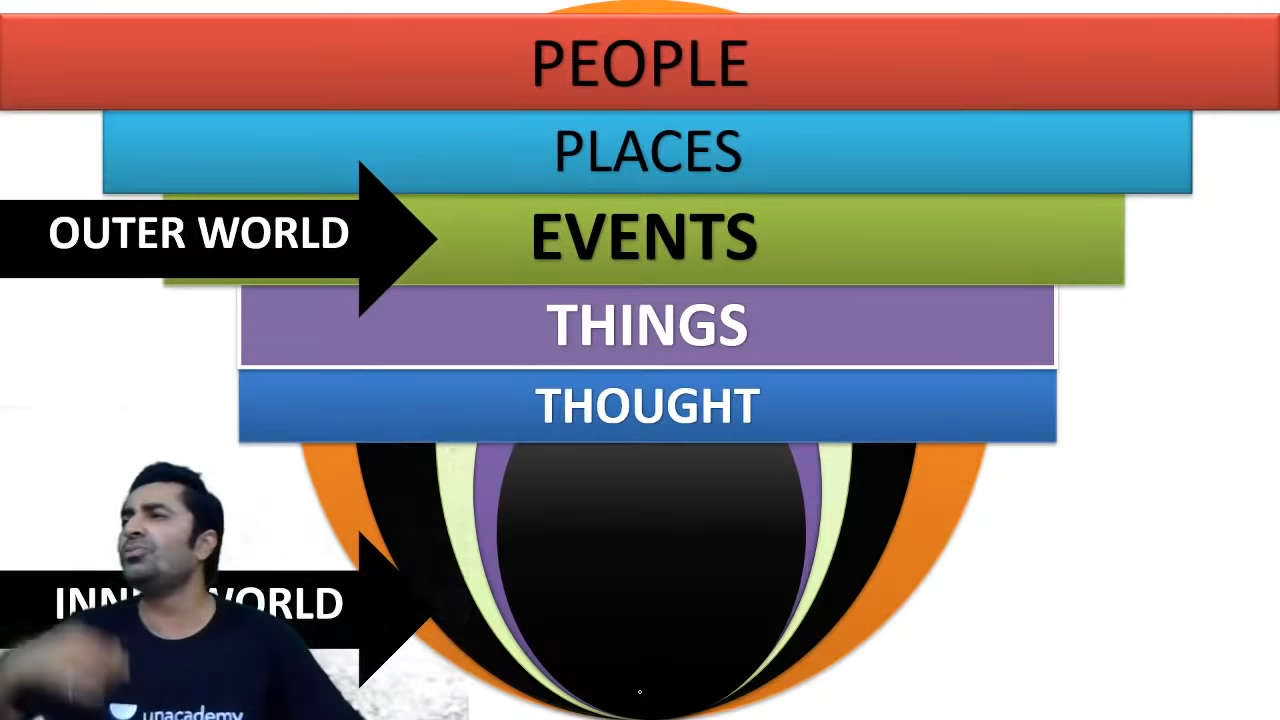 PEOPLE
PLACES
OUTER WORLD
EVENTS
THINGS
THOUGHT
WORLD
unacademy